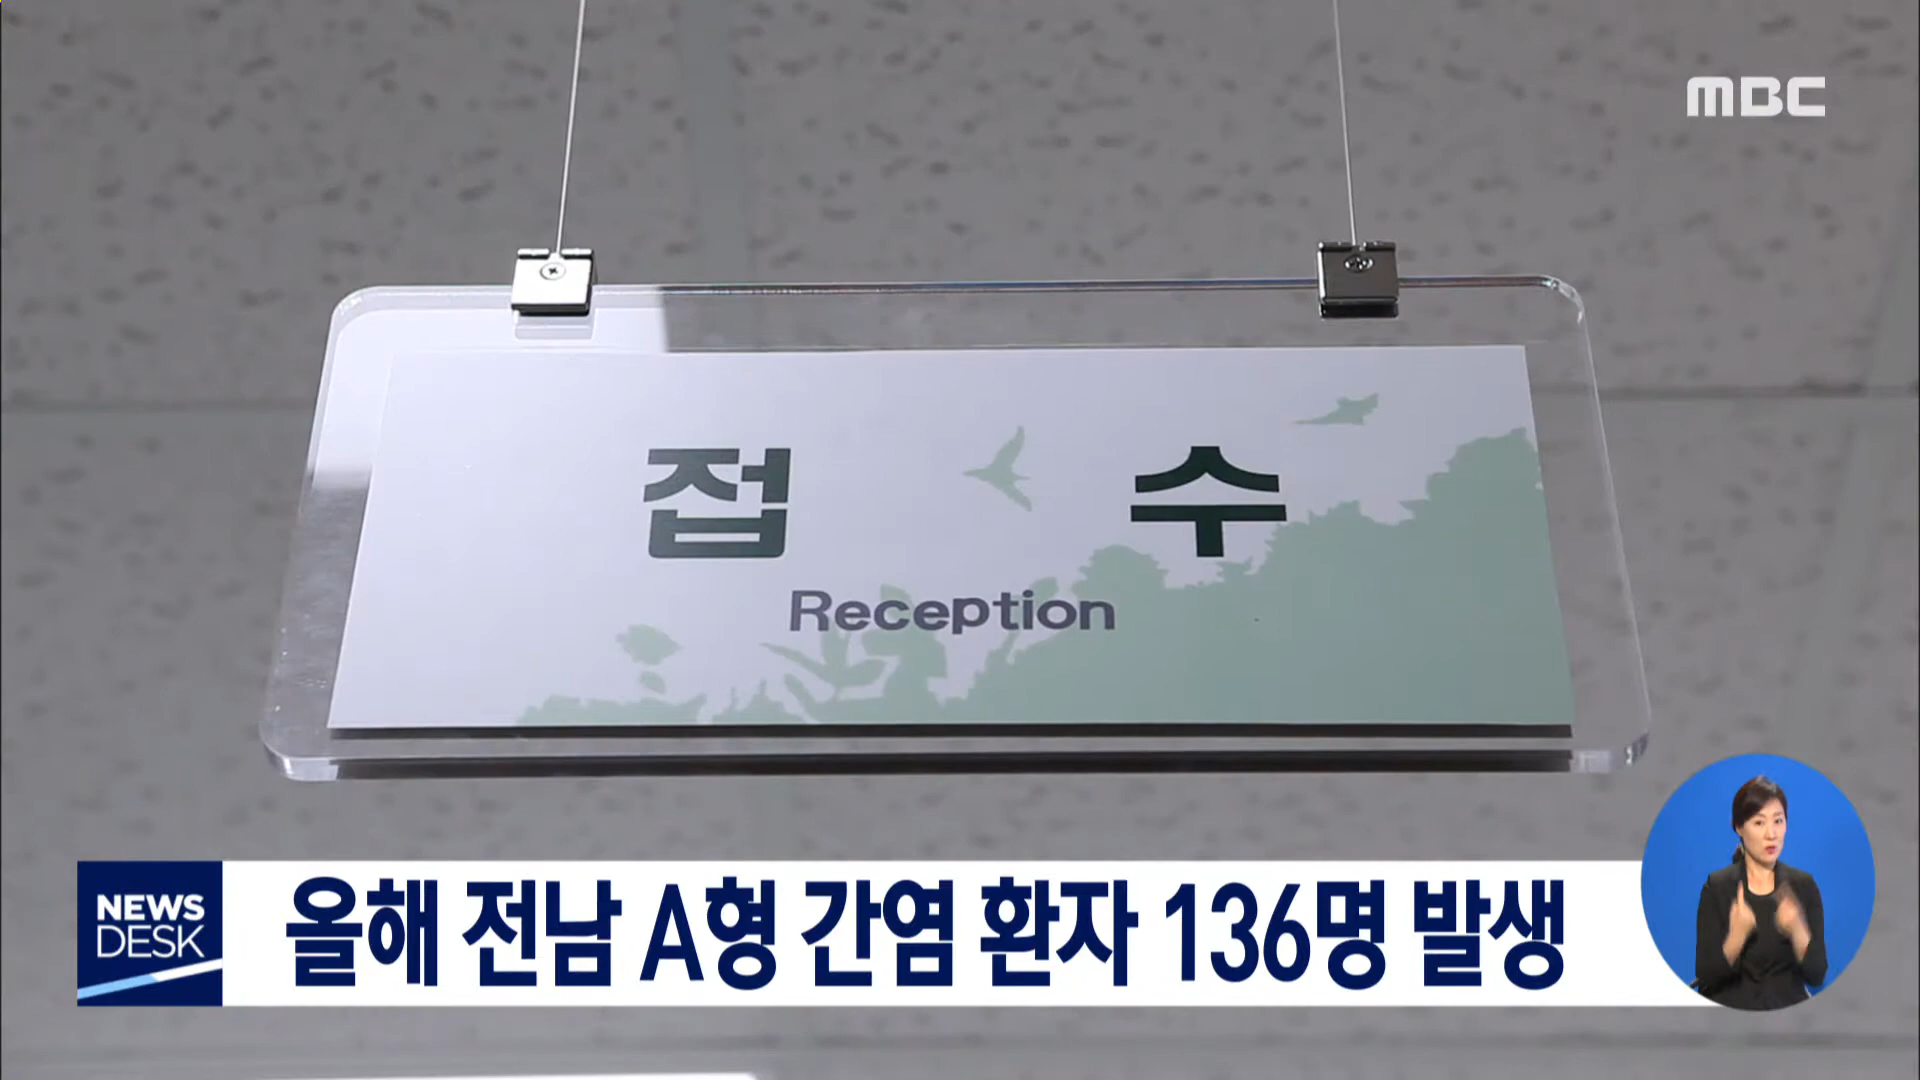 MBC
접 수
Reception
NEWS
DESK
올해 전남 A형 간염 환자 136명 발생